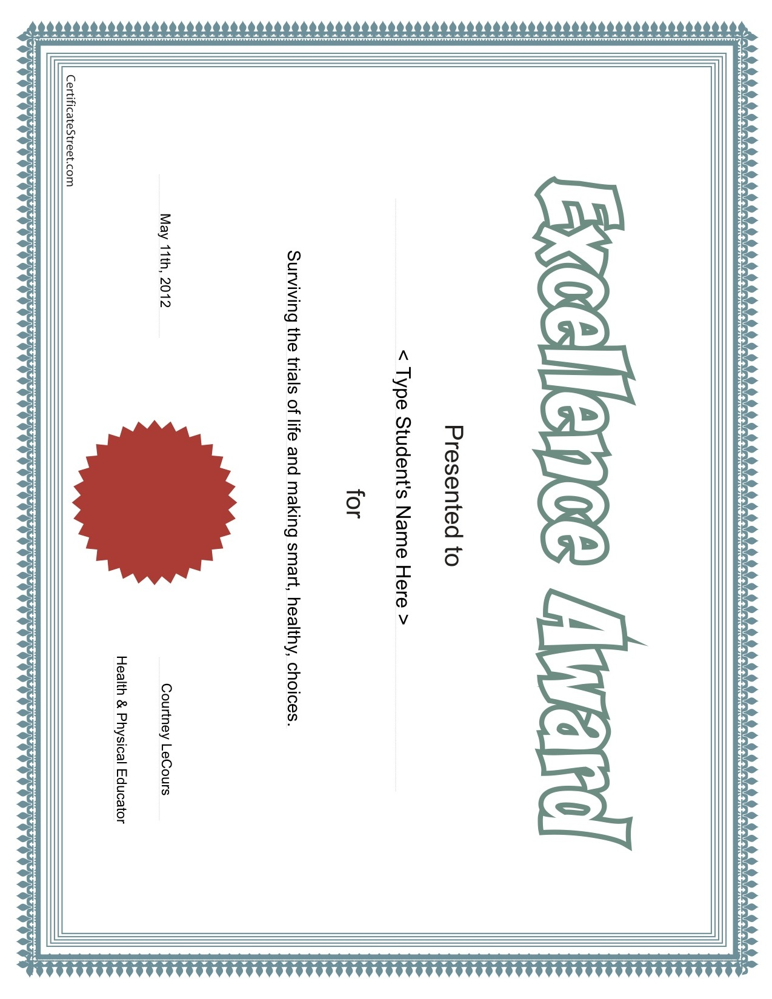 Excellence Award
Presented to
< Type Student's Name Here >
for
Surviving the trials of life and making smart, healthy, choices.
May 11th, 2012
Courtney LeCours
Health & Physical Educator
CertificateStreet.com